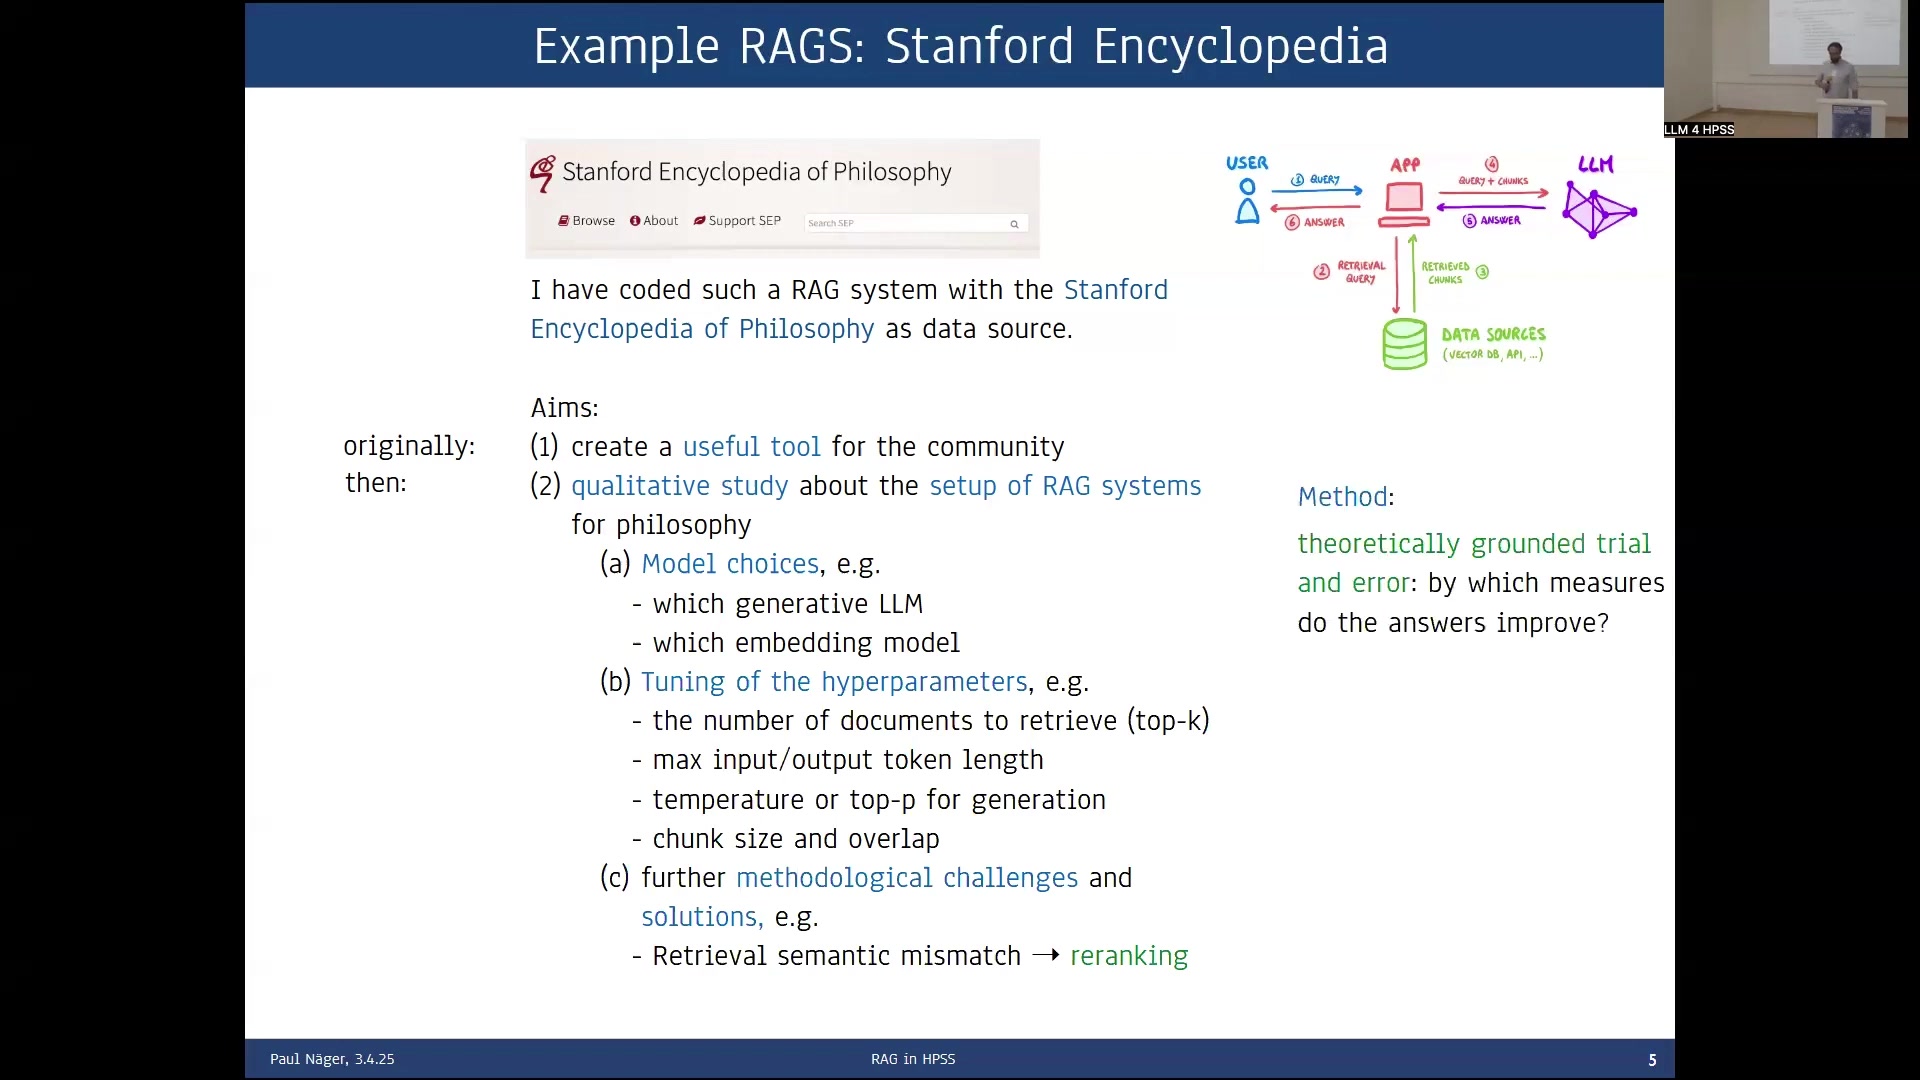 Example RAGS: Stanford Encyclopedia
LLM 4 HPSS
Stanford Encyclopedia of Philosophy
Browse About Support SEP Search SEP
USER
APP
LLM
① QUERY
⑥ ANSWER
④
QUERY + CHUNKS
⑤ ANSWER
② RETRIEVAL
QUERY
RETRIEVED ③
CHUNKS
DATA SOURCES
(VECTOR DB, API, ...)
I have coded such a RAG system with the Stanford
Encyclopedia of Philosophy as data source.
Aims:
originally: (1) create a useful tool for the community
then: (2) qualitative study about the setup of RAG systems
for philosophy
(a) Model choices, e.g.
- which generative LLM
- which embedding model
(b) Tuning of the hyperparameters, e.g.
- the number of documents to retrieve (top-k)
- max input/output token length
- temperature or top-p for generation
- chunk size and overlap
(c) further methodological challenges and
solutions, e.g.
- Retrieval semantic mismatch → reranking
Method:
theoretically grounded trial
and error: by which measures
do the answers improve?
Paul Näger, 3.4.25
RAG in HPSS
5